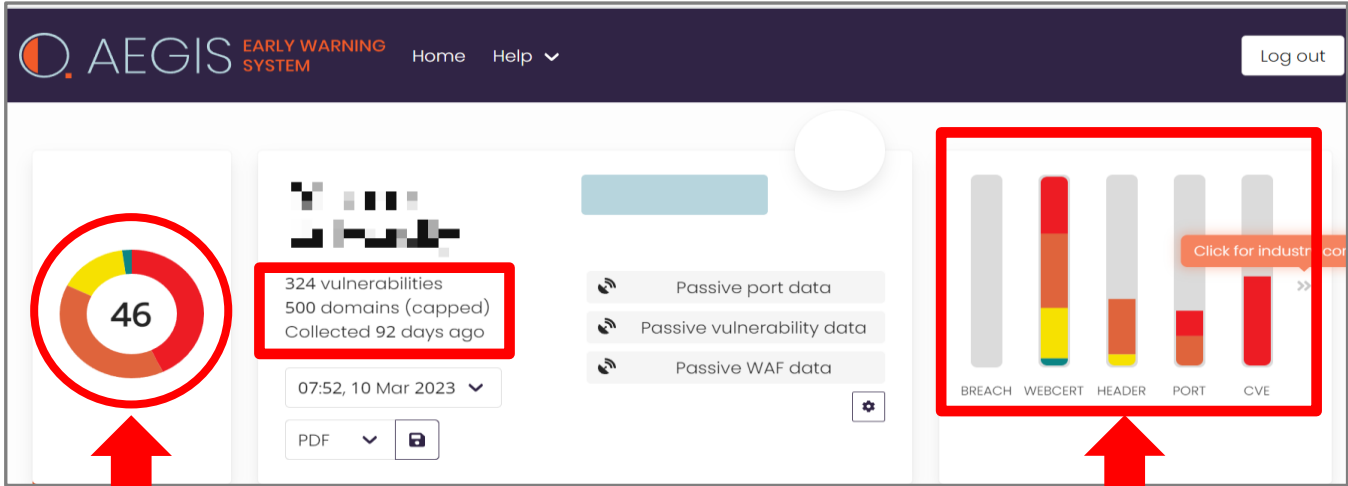 AEGIS EARLY WARNING SYSTEM Home Help Log out
46
324 vulnerabilities
500 domains (capped)
Collected 92 days ago
07:52, 10 Mar 2023
PDF
Passive port data
Passive vulnerability data
Passive WAF data
Click for industry
BREACH WEBCERT HEADER PORT CVE